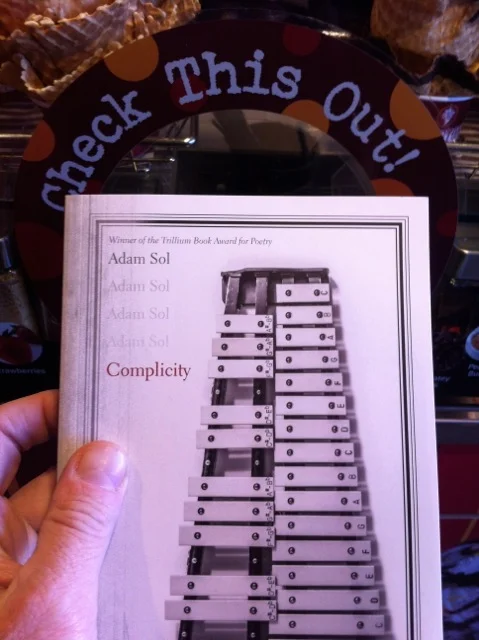 Check This Out!
Winner of the Trillium Book Award for Poetry
Adam Sol
Adam Sol
Adam Sol
Adam Sol
Complicity
C
B
A
G
F
E
D
C
B
A
G
F
E
D
C